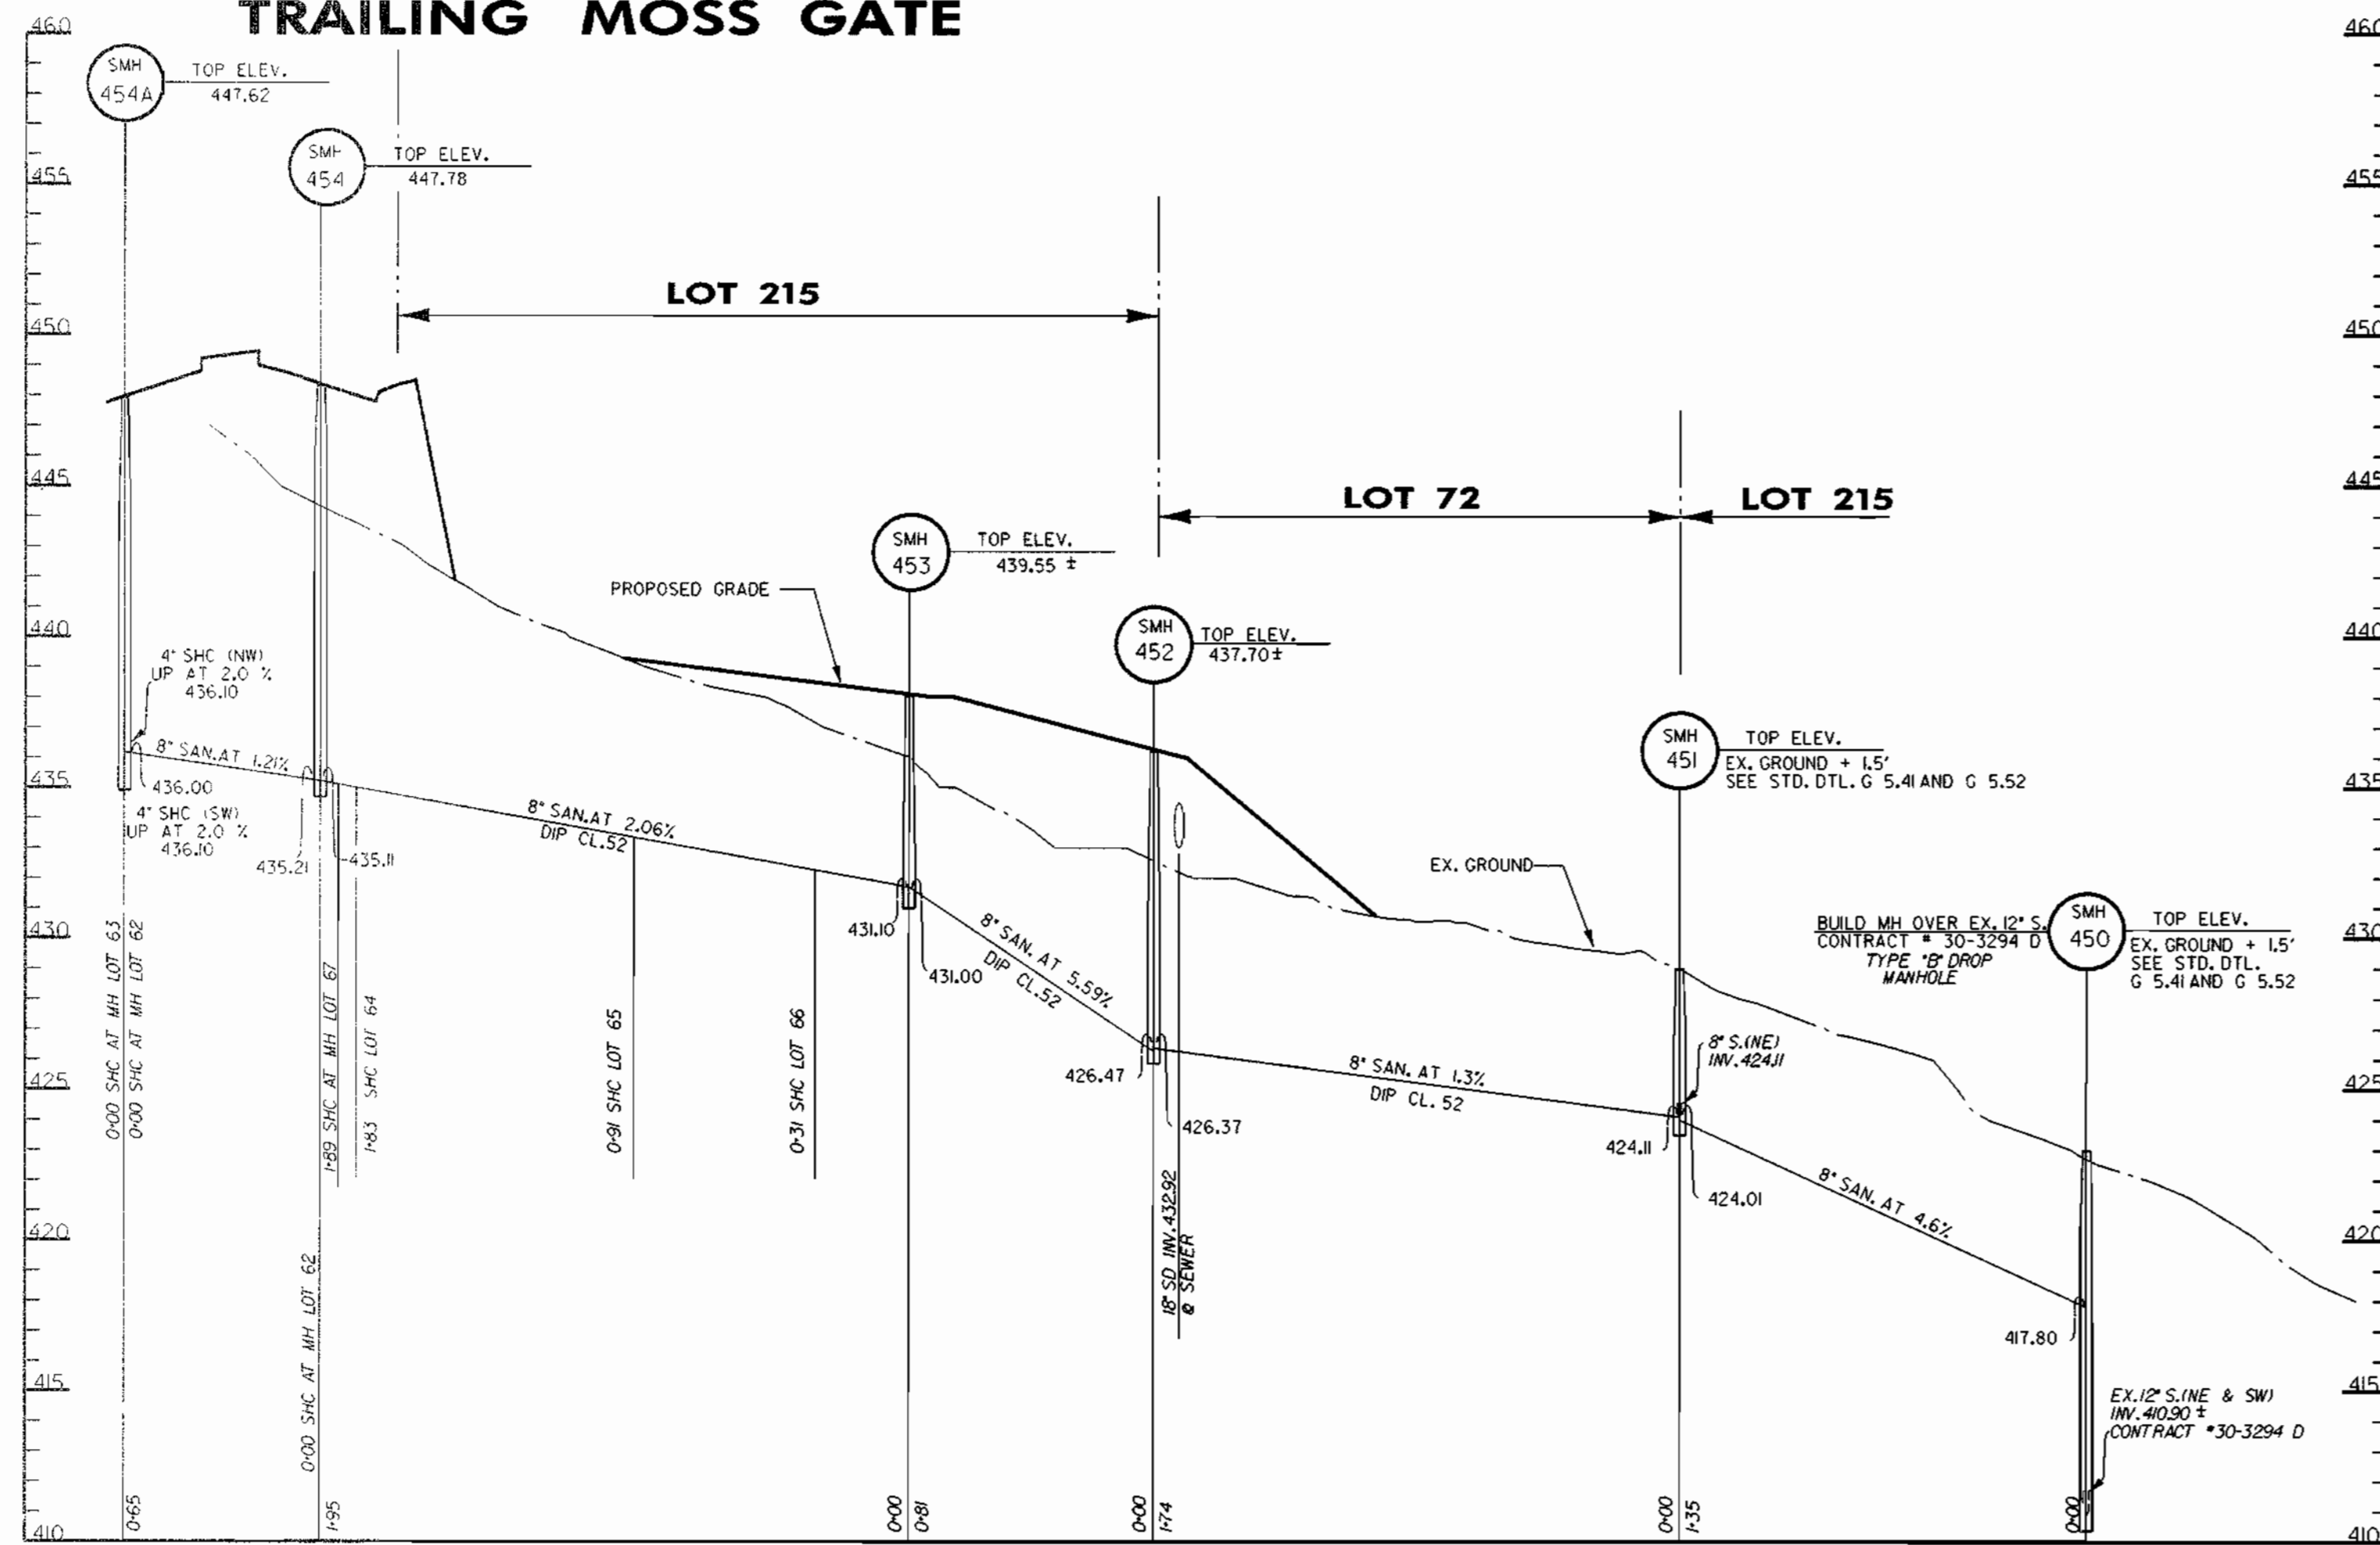 TRAILING MOSS GATE
460
455
450
445
440
435
430
425
420
415
410
SMH
454A
TOP ELEV.
447.62
SMH
454
TOP ELEV.
447.78
LOT 215
LOT 72
LOT 215
SMH
453
TOP ELEV.
439.55 ±
PROPOSED GRADE
SMH
452
TOP ELEV.
437.70±
SMH
451
TOP ELEV.
EX. GROUND + 1.5'
SEE STD. DTL. G 5.41 AND G 5.52
EX. GROUND
BUILD MH OVER EX. 12" S.
CONTRACT # 30-3294 D
TYPE "B" DROP
MANHOLE
SMH
450
TOP ELEV.
EX. GROUND + 1.5'
SEE STD. DTL.
G 5.41 AND G 5.52
4" SHC (NW)
UP AT 2.0 %
436.10
8" SAN. AT 1.21%
436.00
4" SHC (SW)
UP AT 2.0 %
436.10
435.21
435.11
8" SAN. AT 2.06%
DIP CL.52
431.10
431.00
8" SAN. AT 5.59%
DIP CL.52
426.47
426.37
8" SAN. AT 1.3%
DIP CL. 52
8" S.(NE)
INV. 424.11
424.11
424.01
8" SAN. AT 4.6%
417.80
EX. 12" S.(NE & SW)
INV. 410.90 ±
CONTRACT #30-3294 D
0+00 SHC AT MH LOT 63
0+00 SHC AT MH LOT 62
0+00 SHC AT MH LOT 62
1+89 SHC AT MH LOT 67
1+83 SHC LOT 64
0+91 SHC LOT 65
0+31 SHC LOT 66
18" SD INV. 432.92
@ SEWER
0+65
1+95
0+00
0+81
0+00
1+74
0+00
1+35
0+00
460
455
450
445
440
435
430
425
420
415
410